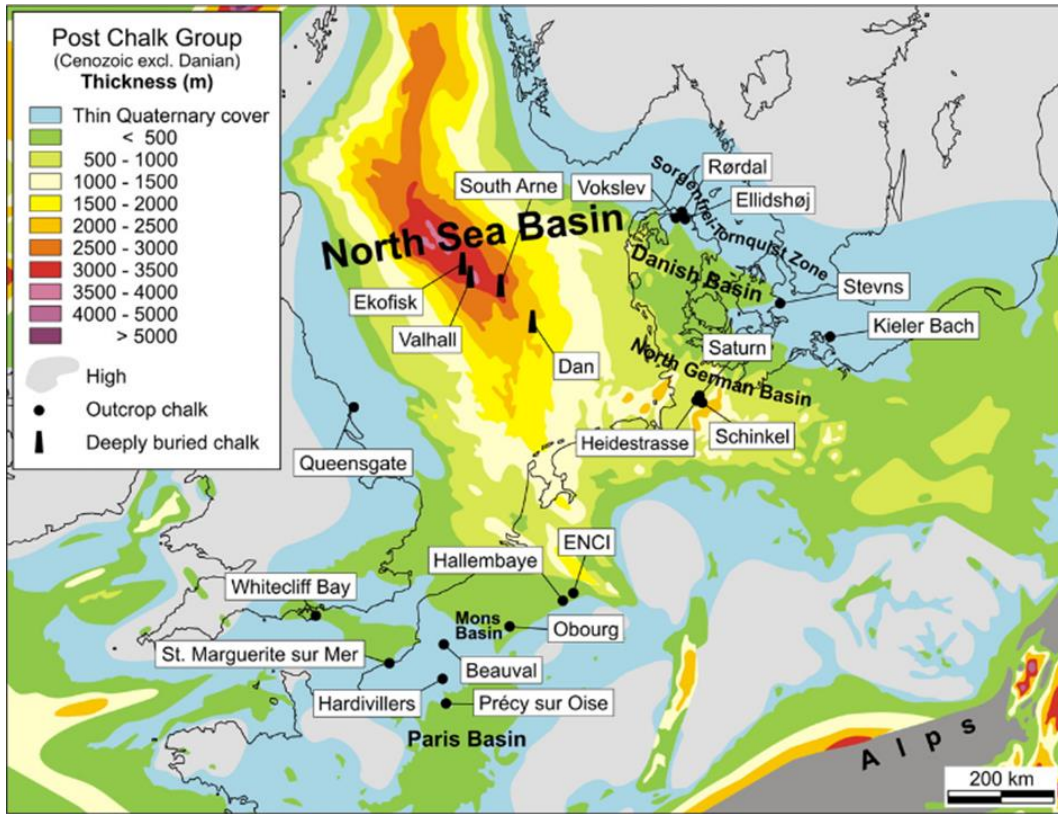 Post Chalk Group
(Cenozoic excl. Danian)
Thickness (m)
Thin Quaternary cover
< 500
500 - 1000
1000 - 1500
1500 - 2000
2000 - 2500
2500 - 3000
3000 - 3500
3500 - 4000
4000 - 5000
> 5000
High
Outcrop chalk
Deeply buried chalk
South Arne
Vokslev
Rørdal
Ellidshøj
Sorgenfrei-Tornquist Zone
North Sea Basin
Danish Basin
Ekofisk
Stevns
Valhall
Kieler Bach
Saturn
Dan
North German Basin
Heidestrasse
Schinkel
Queensgate
Hallembaye
ENCI
Whitecliff Bay
Mons
Basin
Obourg
St. Marguerite sur Mer
Beauval
Hardivillers
Précy sur Oise
Paris Basin
Alps
200 km